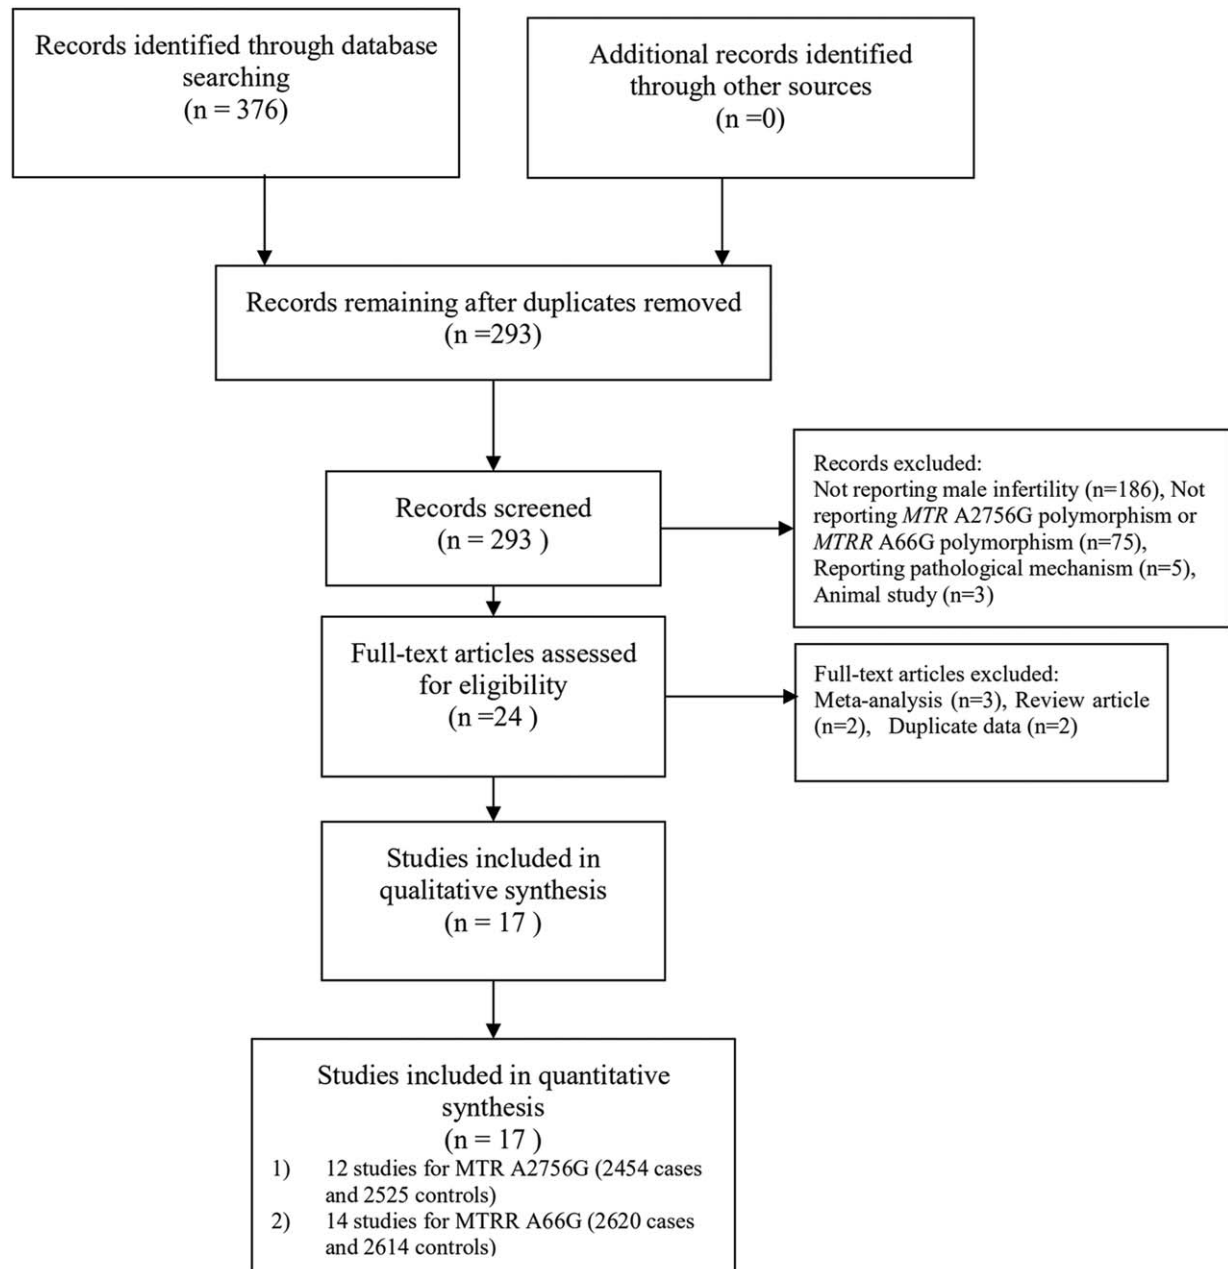 Records identified through database
searching
(n = 376)
Additional records identified
through other sources
(n =0)
Records remaining after duplicates removed
(n =293)
Records screened
(n = 293 )
Records excluded:
Not reporting male infertility (n=186), Not
reporting MTR A2756G polymorphism or
MTRR A66G polymorphism (n=75),
Reporting pathological mechanism (n=5),
Animal study (n=3)
Full-text articles assessed
for eligibility
(n =24 )
Full-text articles excluded:
Meta-analysis (n=3), Review article
(n=2), Duplicate data (n=2)
Studies included in
qualitative synthesis
(n = 17 )
Studies included in quantitative
synthesis
(n = 17 )
1) 12 studies for MTR A2756G (2454 cases
and 2525 controls)
2) 14 studies for MTRR A66G (2620 cases
and 2614 controls)